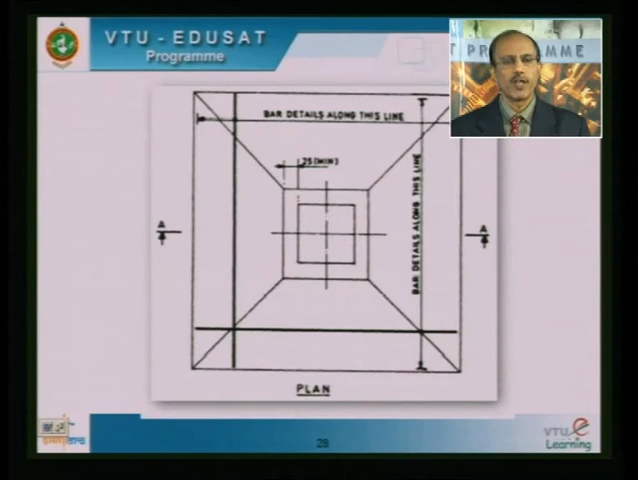 VTU - EDUSAT
Programme
T PROGRAMME
BAR DETAILS ALONG THIS LINE
25(MIN)
BAR DETAILS ALONG THIS LINE
A
A
PLAN
28
VTU e
Learning